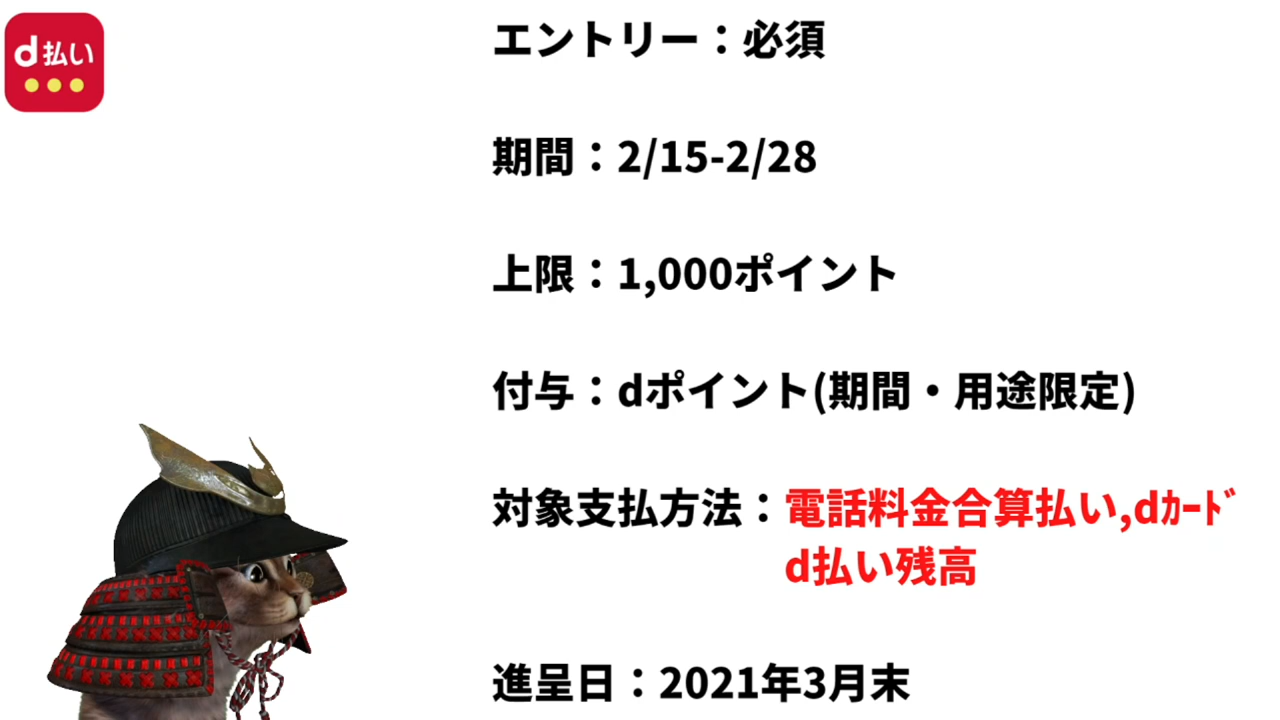 d払い
エントリー：必須
期間：2/15-2/28
上限：1,000ポイント
付与：dポイント(期間・用途限定)
対象支払方法：電話料金合算払い,dｶｰﾄﾞ
d払い残高
進呈日：2021年3月末